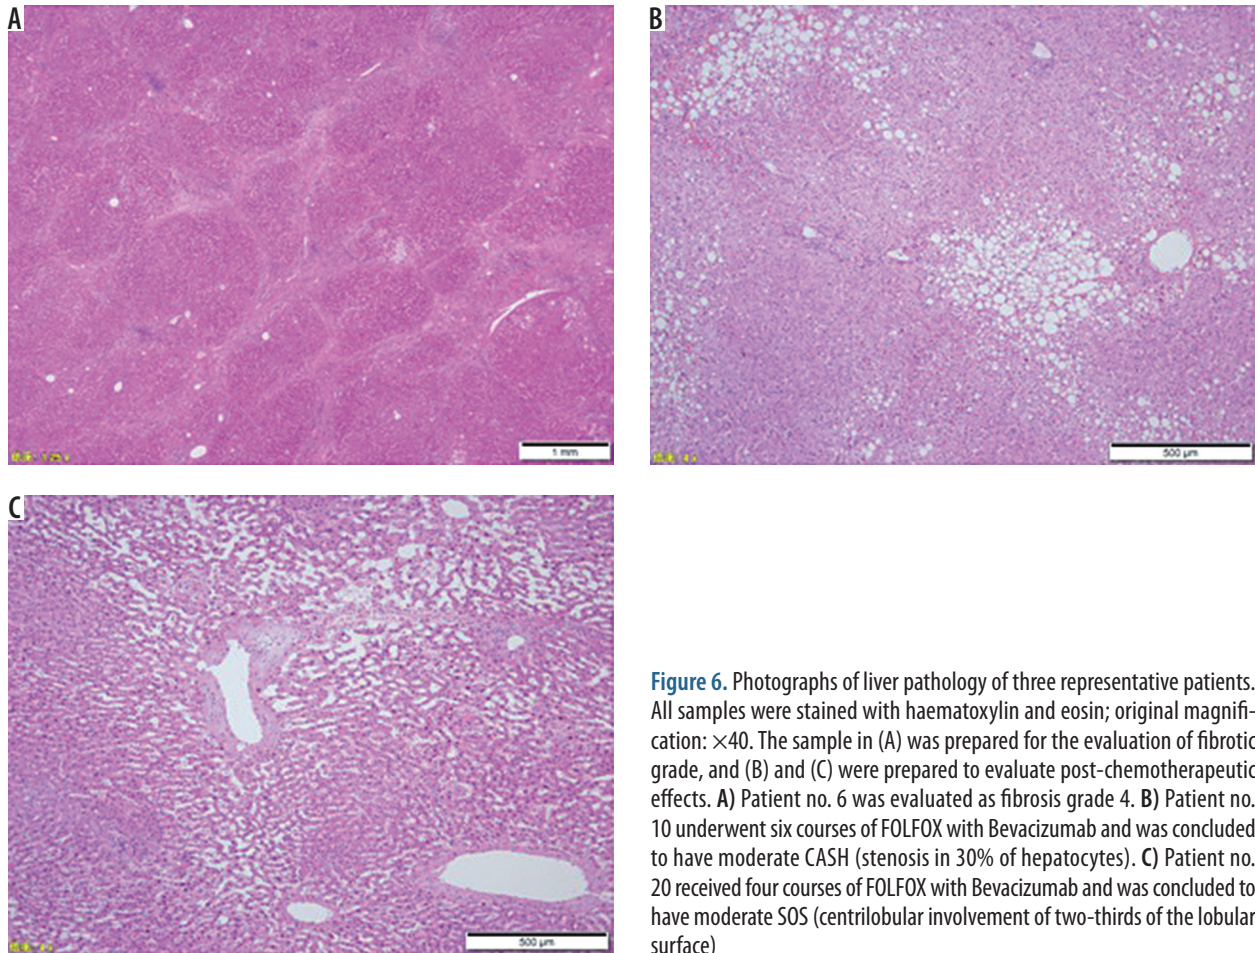 A
B
1 mm
500 µm
C
500 µm
Figure 6. Photographs of liver pathology of three representative patients.
All samples were stained with haematoxylin and eosin; original magnifi-
cation: ×40. The sample in (A) was prepared for the evaluation of fibrotic
grade, and (B) and (C) were prepared to evaluate post-chemotherapeutic
effects. A) Patient no. 6 was evaluated as fibrosis grade 4. B) Patient no.
10 underwent six courses of FOLFOX with Bevacizumab and was concluded
to have moderate CASH (stenosis in 30% of hepatocytes). C) Patient no.
20 received four courses of FOLFOX with Bevacizumab and was concluded to
have moderate SOS (centrilobular involvement of two-thirds of the lobular
surface)